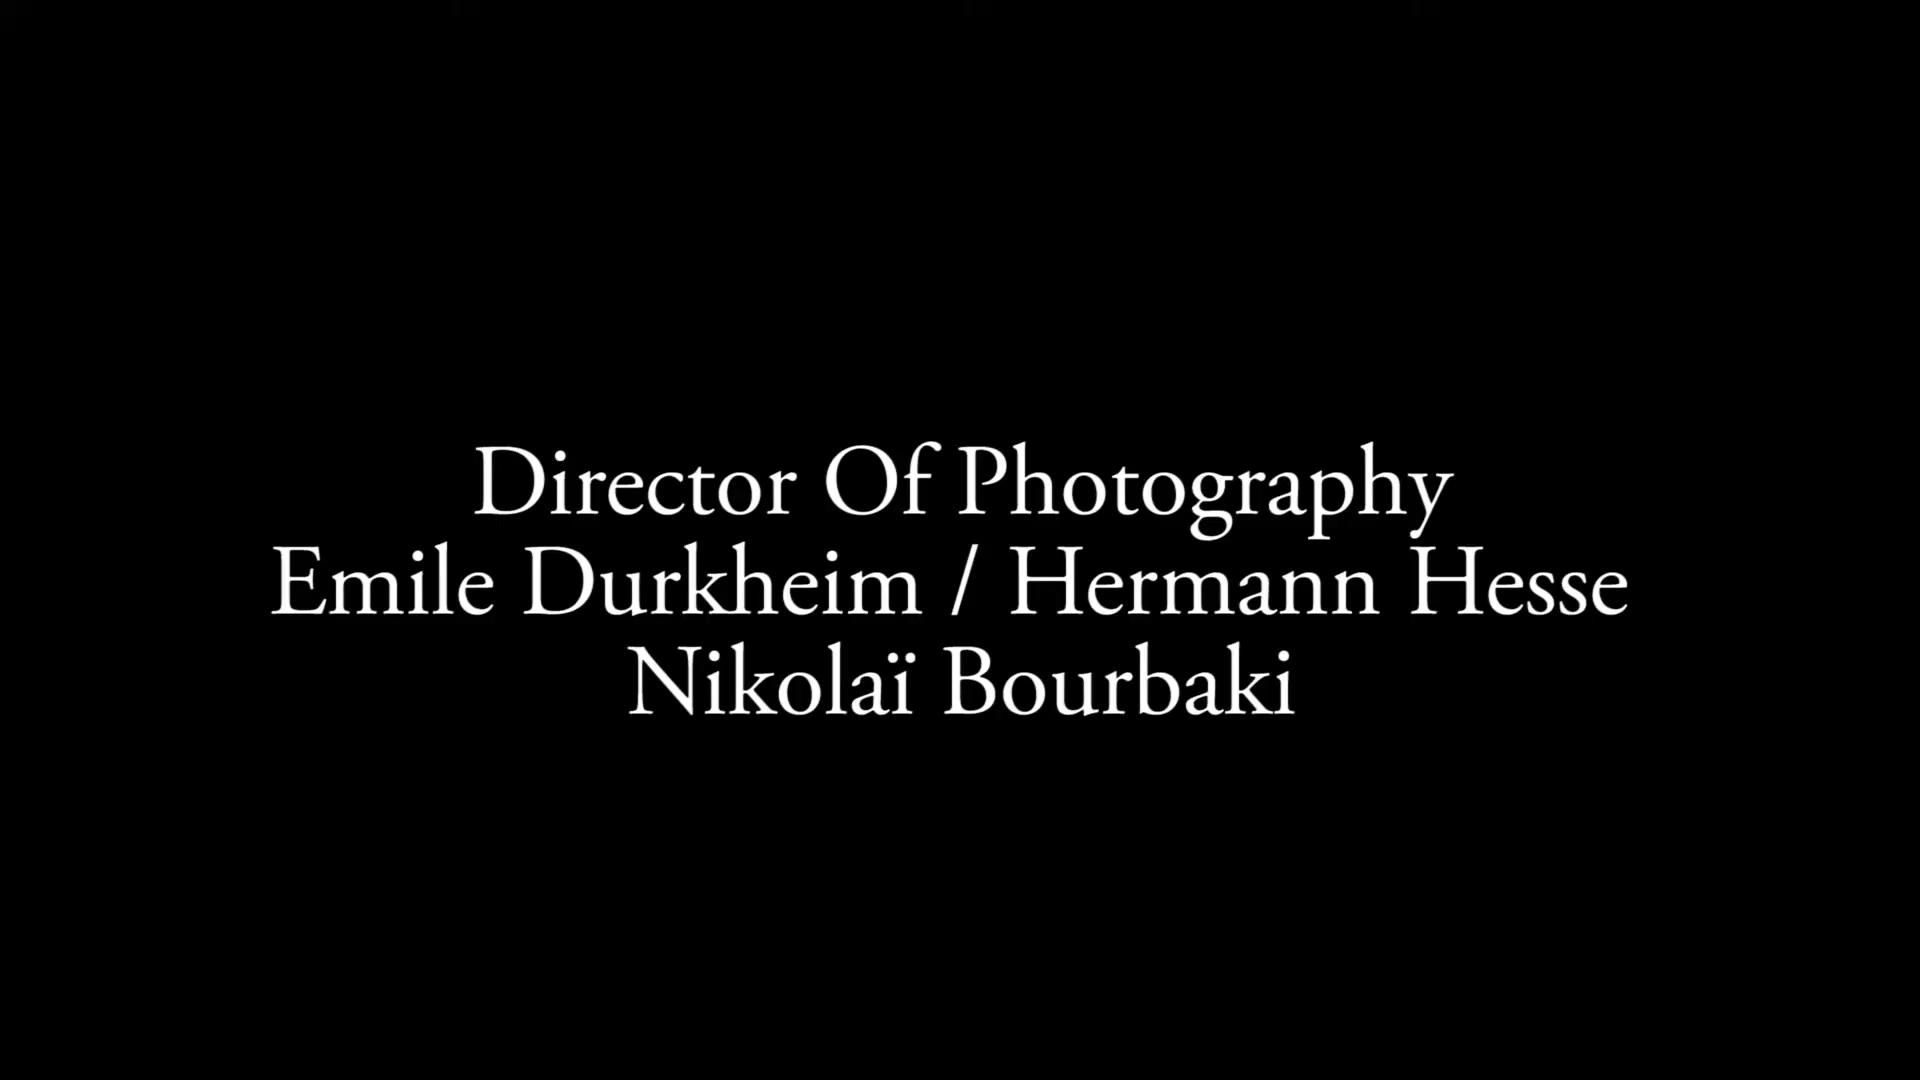 Director Of Photography
Emile Durkheim / Hermann Hesse
Nikolaï Bourbaki